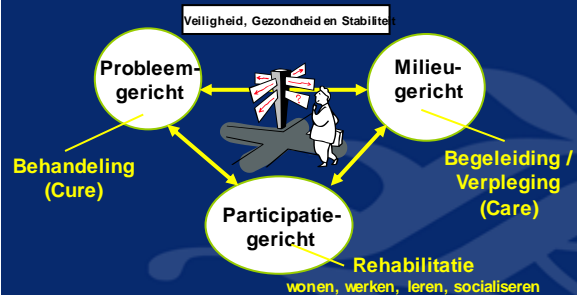 Veiligheid, Gezondheid en Stabiliteit
Probleem-
gericht
Milieu-
gericht
?
Behandeling
(Cure)
Begeleiding /
Verpleging
(Care)
Participatie-
gericht
Rehabilitatie
wonen, werken, leren, socialiseren